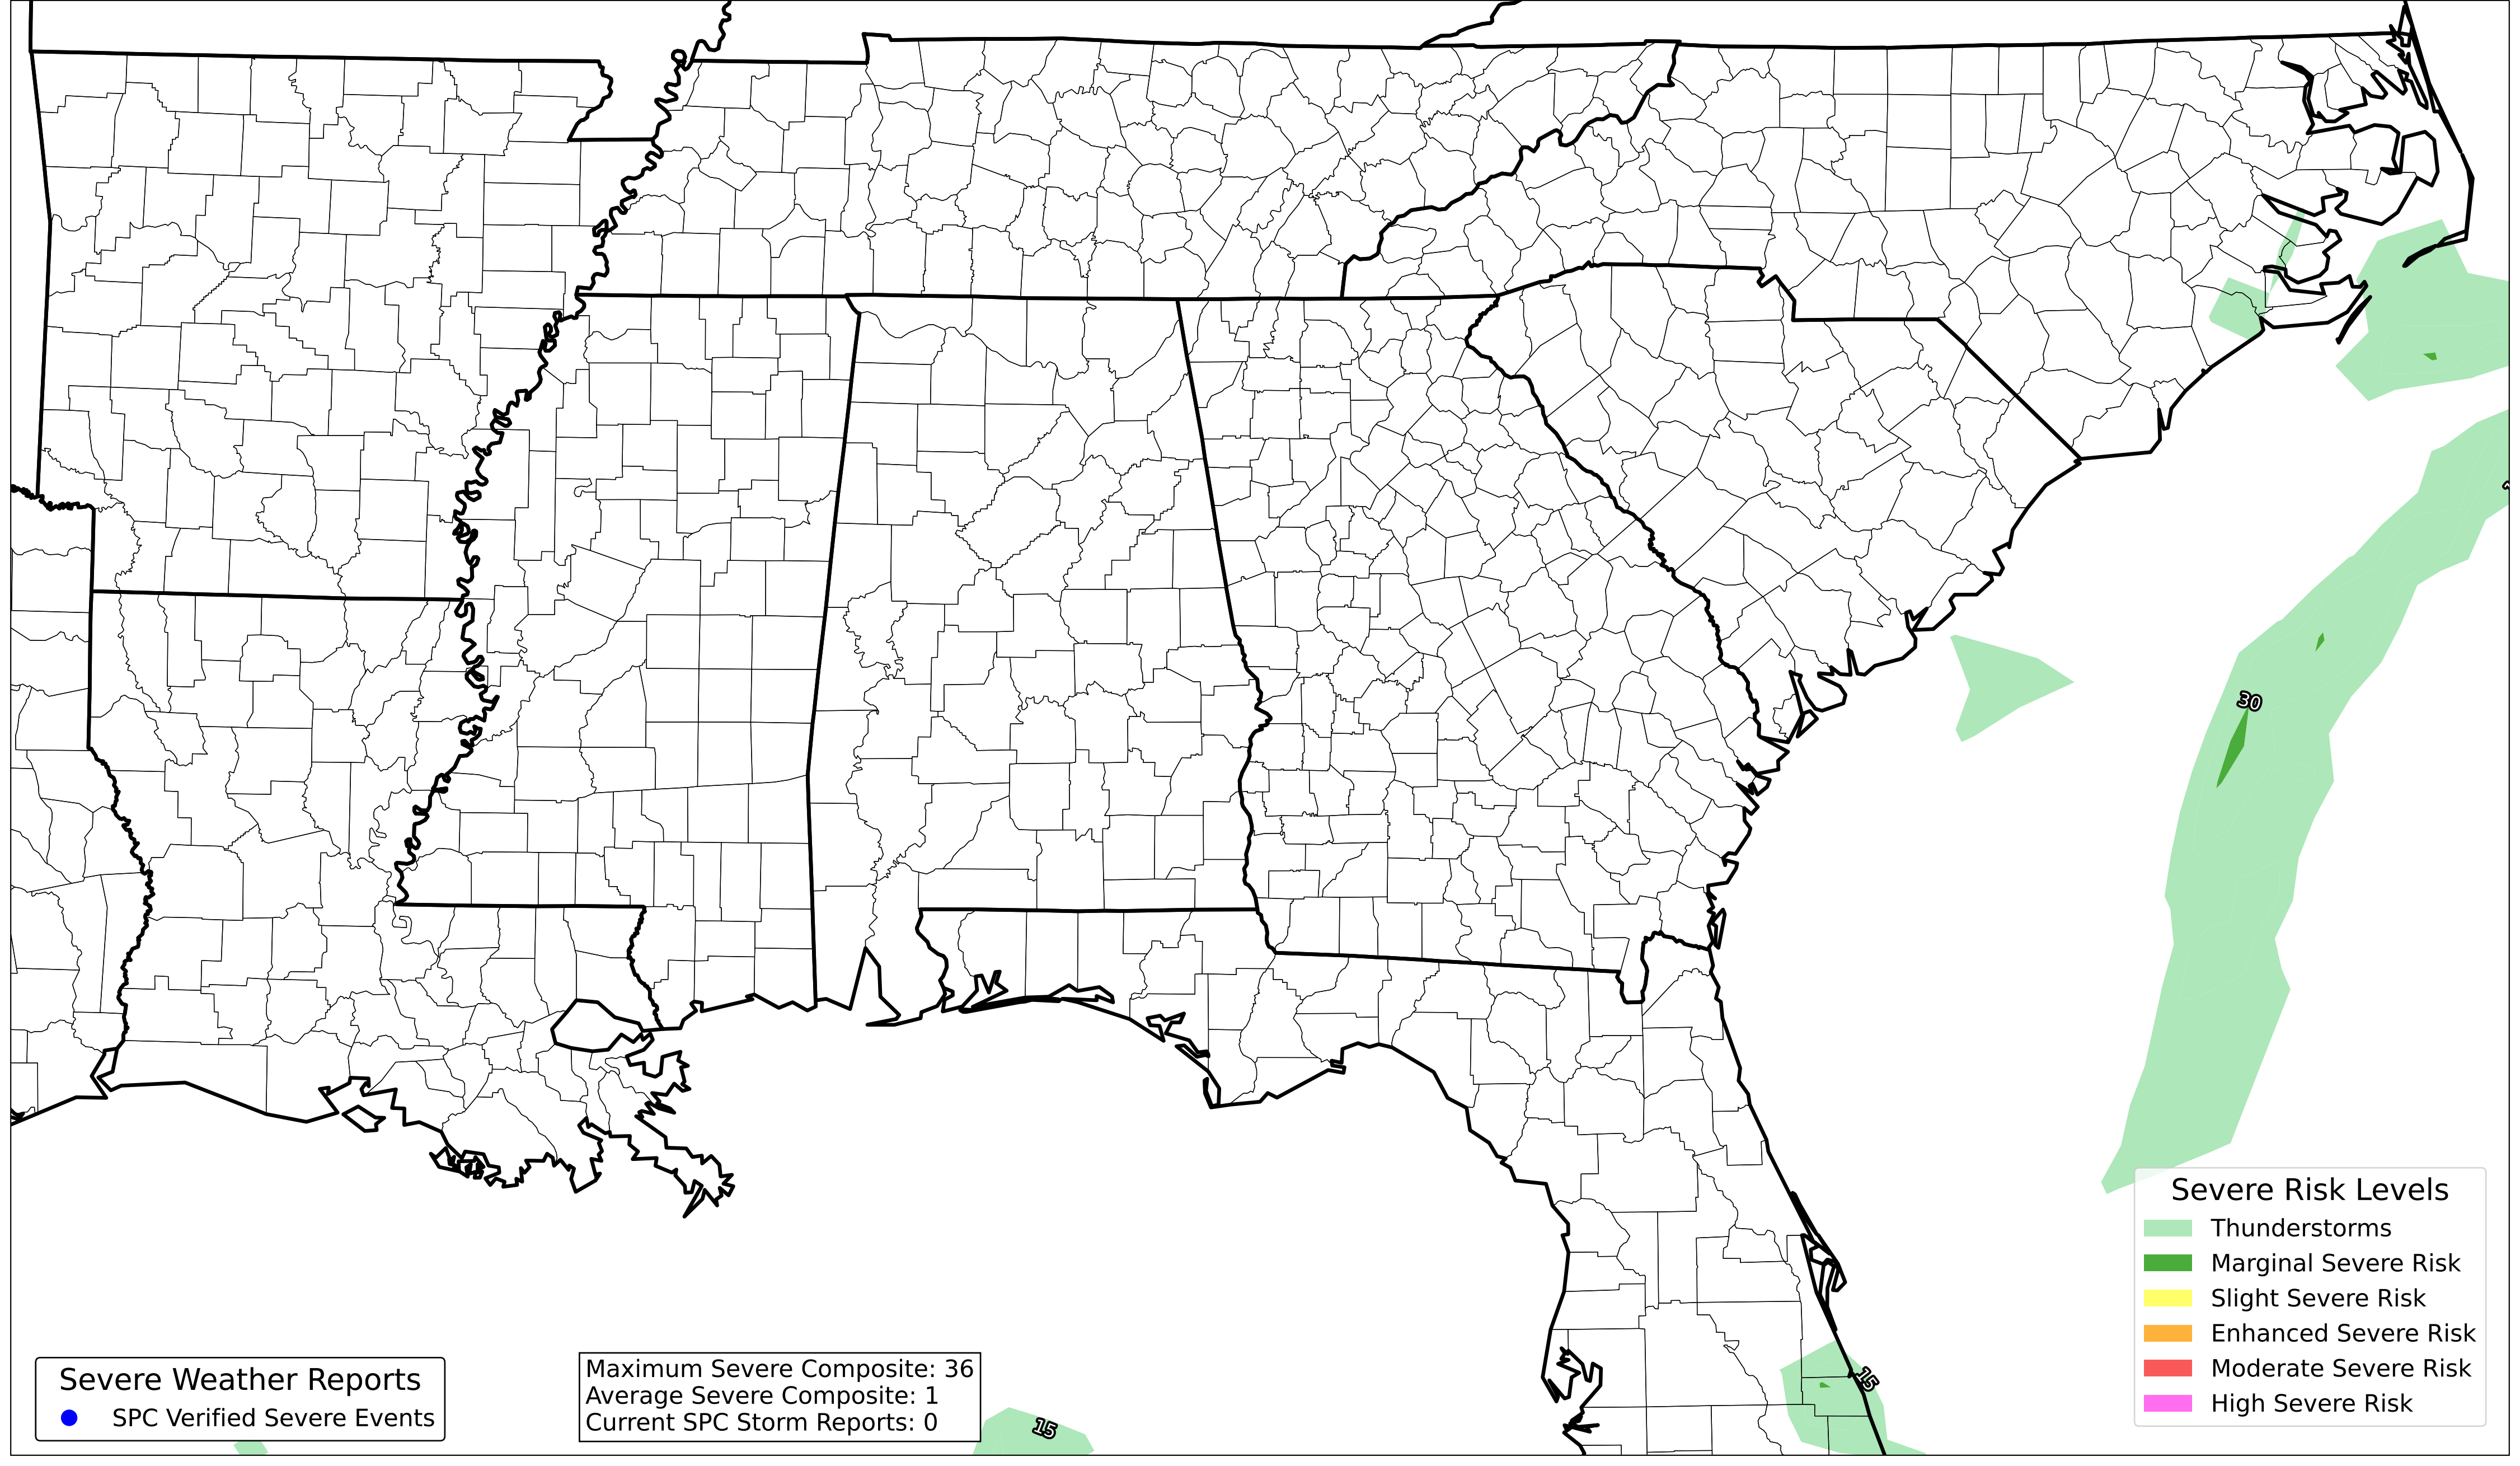 30
15
15
Severe Weather Reports
SPC Verified Severe Events
Maximum Severe Composite: 36
Average Severe Composite: 1
Current SPC Storm Reports: 0
Severe Risk Levels
Thunderstorms
Marginal Severe Risk
Slight Severe Risk
Enhanced Severe Risk
Moderate Severe Risk
High Severe Risk